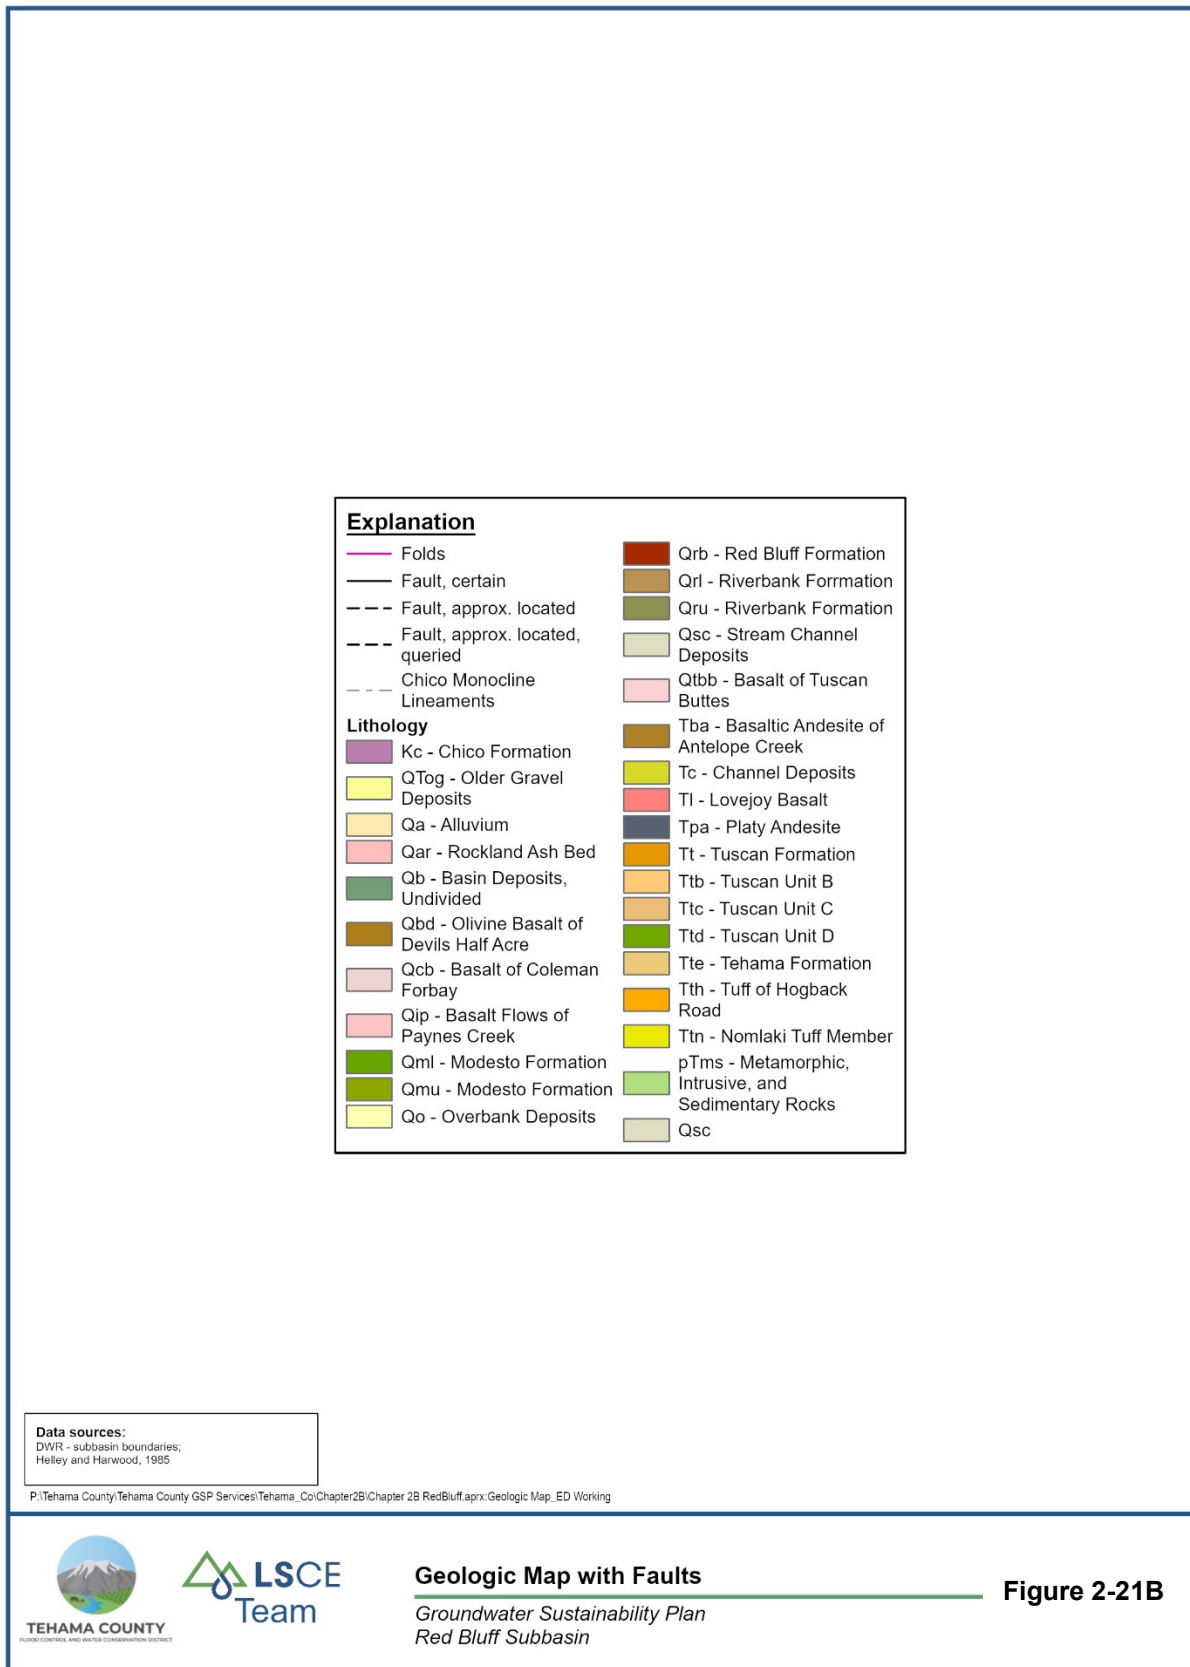 Explanation
Folds
Fault, certain
Fault, approx. located
Fault, approx. located,
queried
Chico Monocline
Lineaments
Lithology
Kc - Chico Formation
QTog - Older Gravel
Deposits
Qa - Alluvium
Qar - Rockland Ash Bed
Qb - Basin Deposits,
Undivided
Qbd - Olivine Basalt of
Devils Half Acre
Qcb - Basalt of Coleman
Forbay
Qip - Basalt Flows of
Paynes Creek
Qml - Modesto Formation
Qmu - Modesto Formation
Qo - Overbank Deposits
Qrb - Red Bluff Formation
Qrl - Riverbank Forrmation
Qru - Riverbank Formation
Qsc - Stream Channel
Deposits
Qtbb - Basalt of Tuscan
Buttes
Tba - Basaltic Andesite of
Antelope Creek
Tc - Channel Deposits
Tl - Lovejoy Basalt
Tpa - Platy Andesite
Tt - Tuscan Formation
Ttb - Tuscan Unit B
Ttc - Tuscan Unit C
Ttd - Tuscan Unit D
Tte - Tehama Formation
Tth - Tuff of Hogback
Road
Ttn - Nomlaki Tuff Member
pTms - Metamorphic,
Intrusive, and
Sedimentary Rocks
Qsc
Data sources:
DWR - subbasin boundaries;
Helley and Harwood, 1985
P:\Tehama County\Tehama County GSP Services\Tehama_Co\Chapter2B\Chapter 2B RedBluff.aprx:Geologic Map_ED Working
TEHAMA COUNTY
FLOOD CONTROL AND WATER CONSERVATION DISTRICT
LSCE
Team
Geologic Map with Faults
Groundwater Sustainability Plan
Red Bluff Subbasin
Figure 2-21B